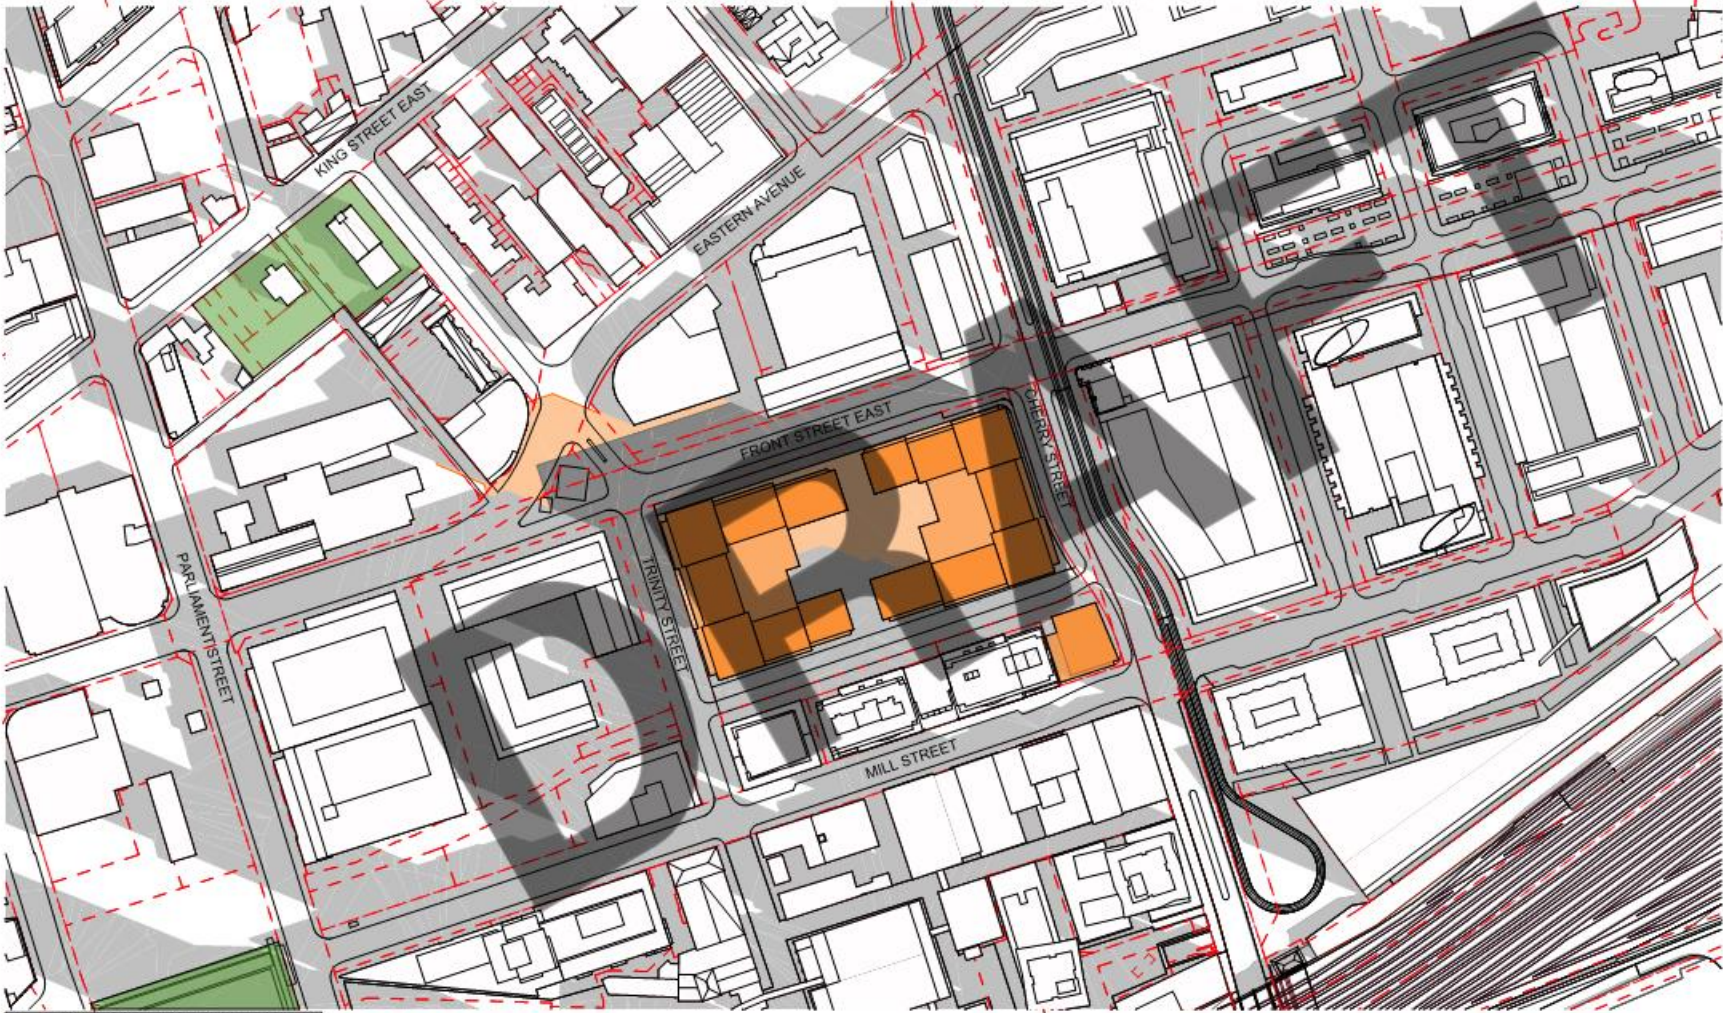 KING STREET EAST
EASTERN AVENUE
FRONT STREET EAST
CHERRY STREET
TRINITY STREET
PARLIAMENT STREET
MILL STREET
DRAFT